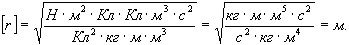 [r] = √(Н · м² · Кл · Кл · м³ · с² / Кл² · кг · м · м³) = √(кг · м · м⁵ · с² / с² · кг · м⁴) = м.